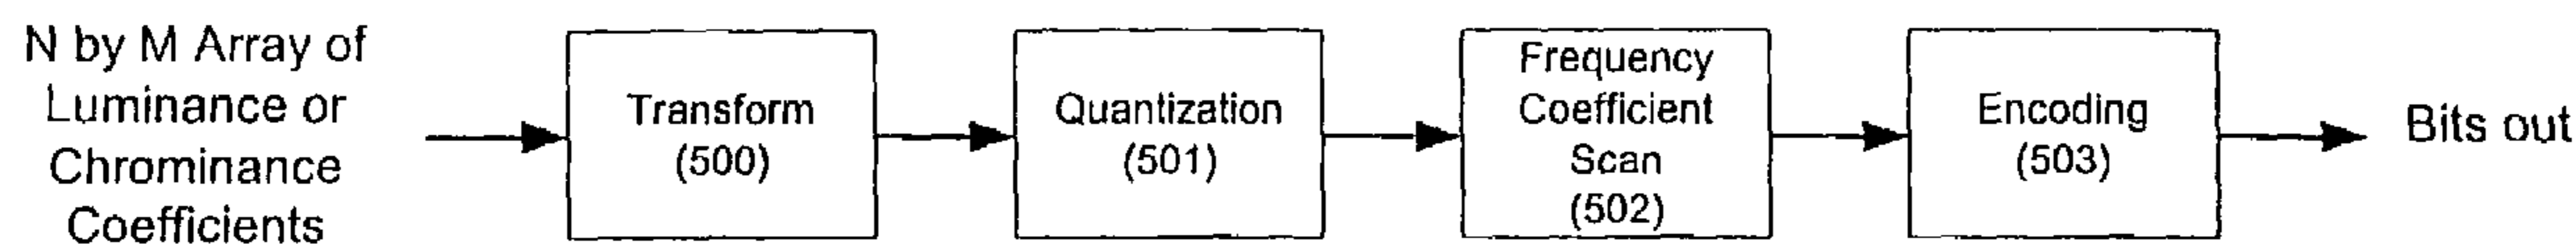 N by M Array of
Luminance or
Chrominance
Coefficients
Transform
(500)
Quantization
(501)
Frequency
Coefficient
Scan
(502)
Encoding
(503)
Bits out